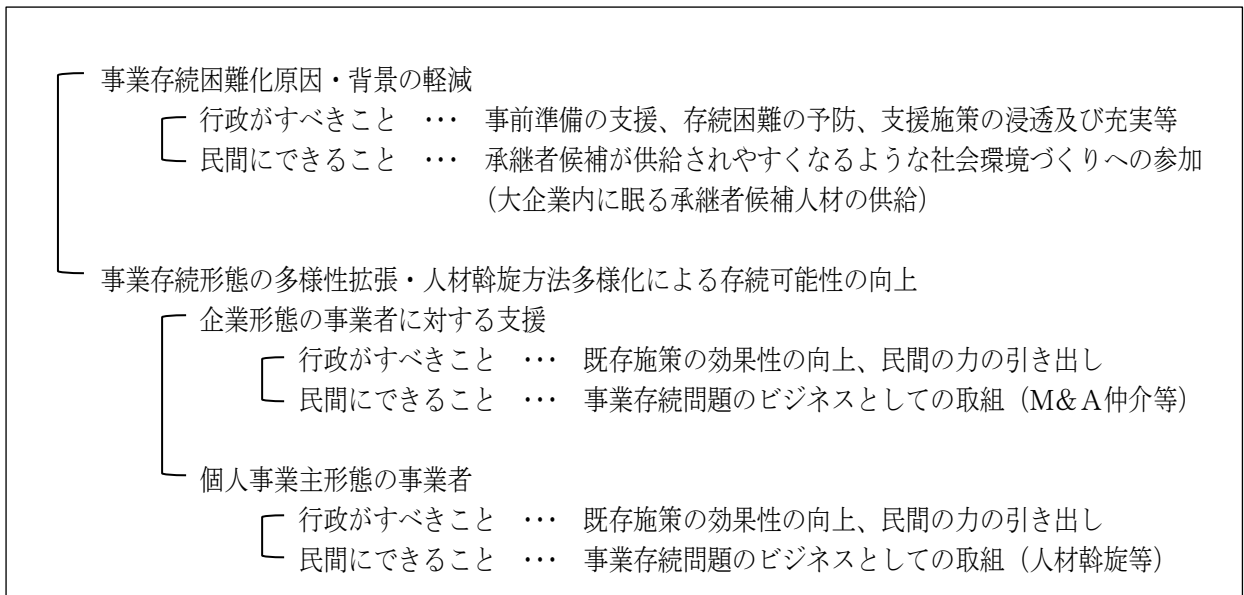 事業存続困難化原因・背景の軽減
行政がすべきこと ･･･ 事前準備の支援、存続困難の予防、支援施策の浸透及び充実等
民間にできること ･･･ 承継者候補が供給されやすくなるような社会環境づくりへの参加
（大企業内に眠る承継者候補人材の供給）
事業存続形態の多様性拡張・人材斡旋方法多様化による存続可能性の向上
企業形態の事業者に対する支援
行政がすべきこと ･･･ 既存施策の効果性の向上、民間の力の引き出し
民間にできること ･･･ 事業存続問題のビジネスとしての取組（M&A仲介等）
個人事業主形態の事業者
行政がすべきこと ･･･ 既存施策の効果性の向上、民間の力の引き出し
民間にできること ･･･ 事業存続問題のビジネスとしての取組（人材斡旋等）